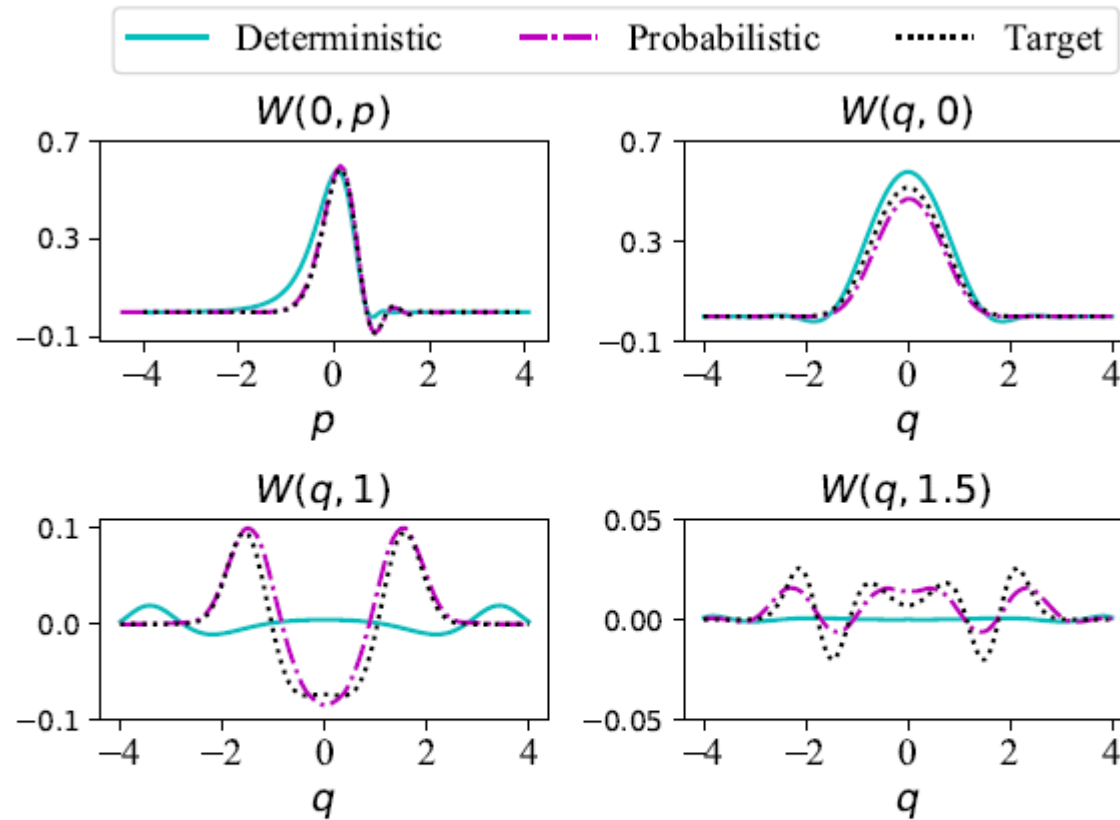 Deterministic Probabilistic Target
W(0, p) W(q, 0)
0.7 0.7
0.3 0.3
−0.1 −0.1
−4 −2 0 2 4 −4 −2 0 2 4
p q
W(q, 1) W(q, 1.5)
0.1 0.05
0.0 0.00
−0.1 −0.05
−4 −2 0 2 4 −4 −2 0 2 4
q q